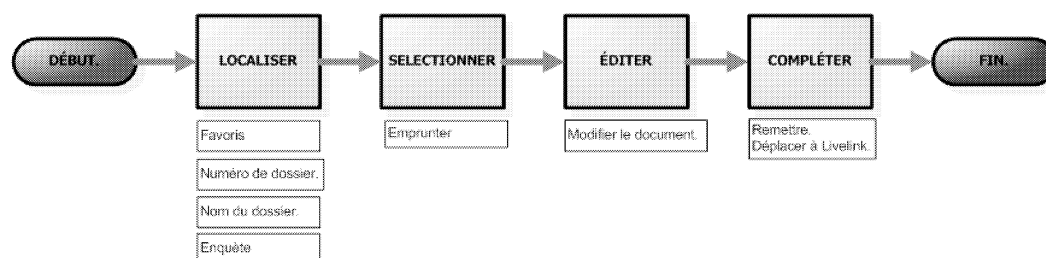 DÉBUT.
LOCALISER
SELECTIONNER
ÉDITER
COMPLÉTER
FIN.
Favoris
Numéro de dossier.
Nom du dossier.
Enquête
Emprunter
Modifier le document.
Remettre.
Déplacer à Livelink.